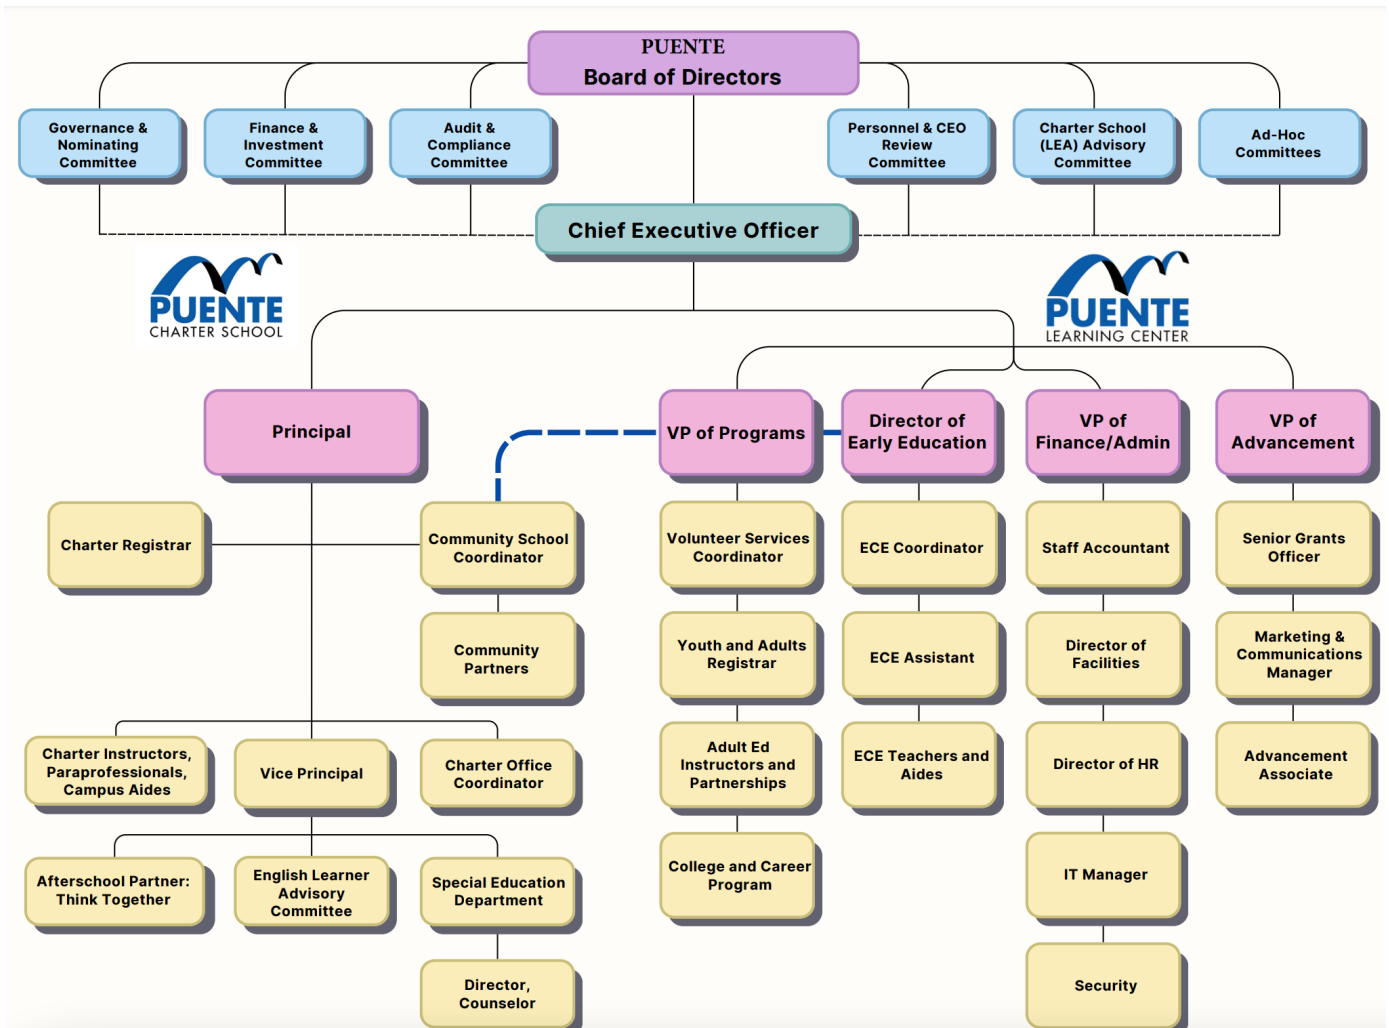 PUENTE
Board of Directors
Governance &
Nominating
Committee
Finance &
Investment
Committee
Audit &
Compliance
Committee
Personnel & CEO
Review
Committee
Charter School
(LEA) Advisory
Committee
Ad-Hoc
Committees
Chief Executive Officer
PUENTE
CHARTER SCHOOL
PUENTE
LEARNING CENTER
Principal
VP of Programs
Director of
Early Education
VP of
Finance/Admin
VP of
Advancement
Charter Registrar
Community School
Coordinator
Volunteer Services
Coordinator
ECE Coordinator
Staff Accountant
Senior Grants
Officer
Community
Partners
Youth and Adults
Registrar
ECE Assistant
Director of
Facilities
Marketing &
Communications
Manager
Charter Instructors,
Paraprofessionals,
Campus Aides
Vice Principal
Charter Office
Coordinator
Adult Ed
Instructors and
Partnerships
ECE Teachers and
Aides
Director of HR
Advancement
Associate
Afterschool Partner:
Think Together
English Learner
Advisory
Committee
Special Education
Department
College and Career
Program
IT Manager
Director,
Counselor
Security